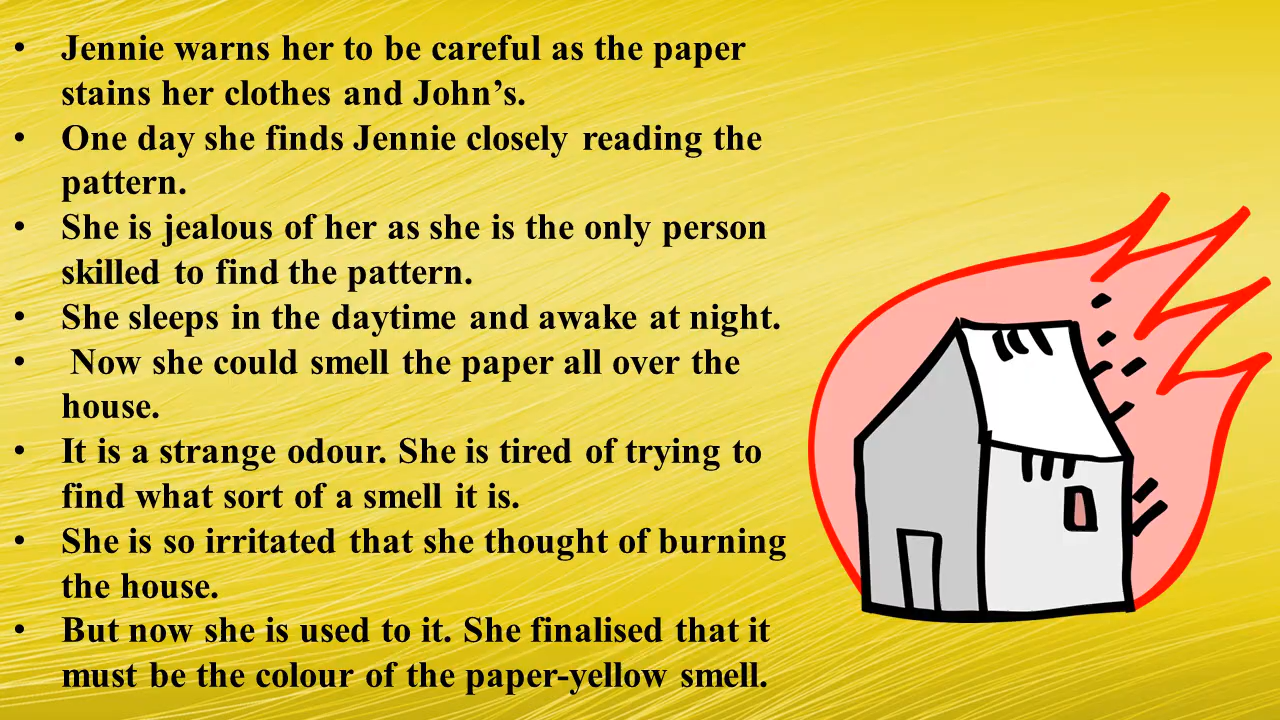 • Jennie warns her to be careful as the paper
stains her clothes and John’s.
• One day she finds Jennie closely reading the
pattern.
• She is jealous of her as she is the only person
skilled to find the pattern.
• She sleeps in the daytime and awake at night.
• Now she could smell the paper all over the
house.
• It is a strange odour. She is tired of trying to
find what sort of a smell it is.
• She is so irritated that she thought of burning
the house.
• But now she is used to it. She finalised that it
must be the colour of the paper-yellow smell.